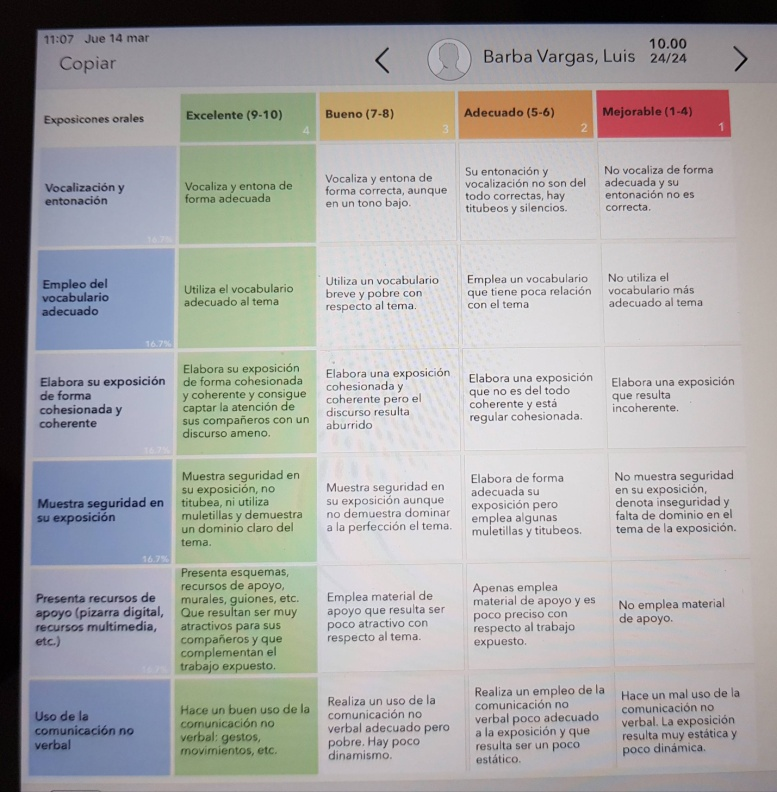 11:07 Jue 14 mar
Copiar
Barba Vargas, Luis
10.00
24/24
Exposicones orales
Excelente (9-10)
4
Bueno (7-8)
3
Adecuado (5-6)
2
Mejorable (1-4)
1
Vocalización y
entonación
16.7%
Vocaliza y entona de
forma adecuada
Vocaliza y entona de
forma correcta, aunque
en un tono bajo.
Su entonación y
vocalización no son del
todo correctas, hay
titubeos y silencios.
No vocaliza de forma
adecuada y su
entonación no es
correcta.
Empleo del
vocabulario
adecuado
16.7%
Utiliza el vocabulario
adecuado al tema
Utiliza un vocabulario
breve y pobre con
respecto al tema.
Emplea un vocabulario
que tiene poca relación
con el tema
No utiliza el
vocabulario más
adecuado al tema
Elabora su exposición
de forma
cohesionada y
coherente
16.7%
Elabora su exposición
de forma cohesionada
y coherente y consigue
captar la atención de
sus compañeros con un
discurso ameno.
Elabora una exposición
cohesionada y
coherente pero el
discurso resulta
aburrido
Elabora una exposición
que no es del todo
coherente y está
regular cohesionada.
Elabora una exposición
que resulta
incoherente.
Muestra seguridad en
su exposición
16.7%
Muestra seguridad en
su exposición, no
titubea, ni utiliza
muletillas y demuestra
un dominio claro del
tema.
Muestra seguridad en
su exposición aunque
no demuestra dominar
a la perfección el tema.
Elabora de forma
adecuada su
exposición pero
emplea algunas
muletillas y titubeos.
No muestra seguridad
en su exposición,
denota inseguridad y
falta de dominio en el
tema de la exposición.
Presenta recursos de
apoyo (pizarra digital,
recursos multimedia,
etc.)
Presenta esquemas,
recursos de apoyo,
murales, guiones, etc.
Que resultan ser muy
atractivos para sus
compañeros y que
complementan el
trabajo expuesto.
Emplea material de
apoyo que resulta ser
poco atractivo con
respecto al tema.
Apenas emplea
material de apoyo y es
poco preciso con
respecto al trabajo
expuesto.
No emplea material
de apoyo.
Uso de la
comunicación no
verbal
Hace un buen uso de la
comunicación no
verbal: gestos,
movimientos, etc.
Realiza un uso de la
comunicación no
verbal adecuado pero
pobre. Hay poco
dinamismo.
Realiza un empleo de la
comunicación no
verbal poco adecuado
a la exposición y que
resulta ser un poco
estático.
Hace un mal uso de la
comunicación no
verbal. La exposición
resulta muy estática y
poco dinámica.